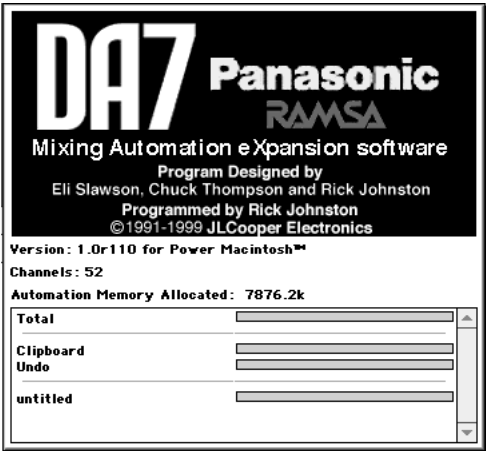 DA7 Panasonic
RAMSA
Mixing Automation eXpansion software
Program Designed by
Eli Slawson, Chuck Thompson and Rick Johnston
Programmed by Rick Johnston
©1991-1999 JLCooper Electronics
Version: 1.0r110 for Power Macintosh™
Channels: 52
Automation Memory Allocated: 7876.2k
Total
Clipboard
Undo
untitled